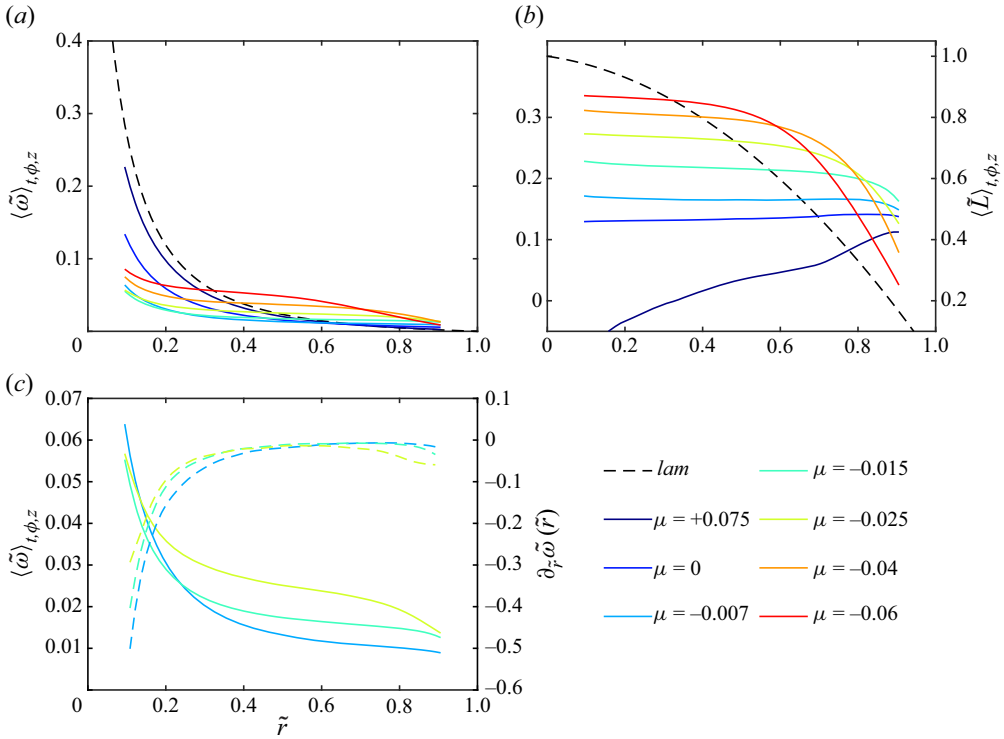 (a)
0.4
0.3
0.2
0.1
0 0.2 0.4 0.6 0.8 1.0
⟨ω̃⟩t,ϕ,z
(b)
0.3
0.2
0.1
0
0 0.2 0.4 0.6 0.8 1.0
1.0
0.8
0.6
0.4
0.2
⟨L̃⟩t,ϕ,z
(c)
0.07
0.06
0.05
0.04
0.03
0.02
0.01
0 0.2 0.4 0.6 0.8 1.0
⟨ω̃⟩t,ϕ,z
r̃
0.1
0
–0.1
–0.2
–0.3
–0.4
–0.5
–0.6
∂r̃ ω̃ (r̃)
lam
μ = +0.075
μ = 0
μ = –0.007
μ = –0.015
μ = –0.025
μ = –0.04
μ = –0.06